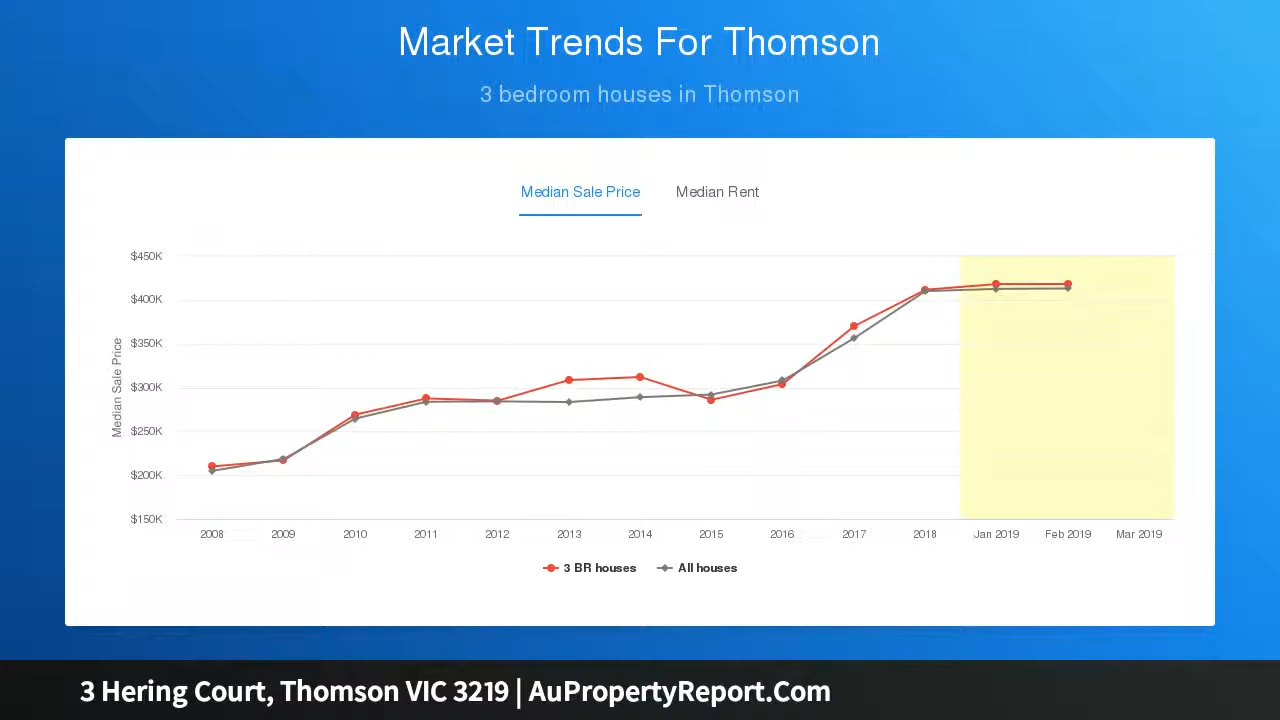 Market Trends For Thomson
3 bedroom houses in Thomson
Median Sale Price Median Rent
Median Sale Price
$450K
$400K
$350K
$300K
$250K
$200K
$150K
2008 2009 2010 2011 2012 2013 2014 2015 2016 2017 2018 Jan 2019 Feb 2019 Mar 2019
3 BR houses All houses
3 Hering Court, Thomson VIC 3219 | AuPropertyReport.Com